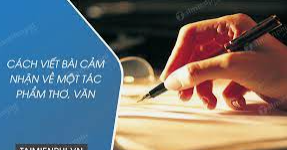 CÁCH VIẾT BÀI CẢM
NHẬN VỀ MỘT TÁC
PHẨM THƠ, VĂN
TAIMIENPHI.VN